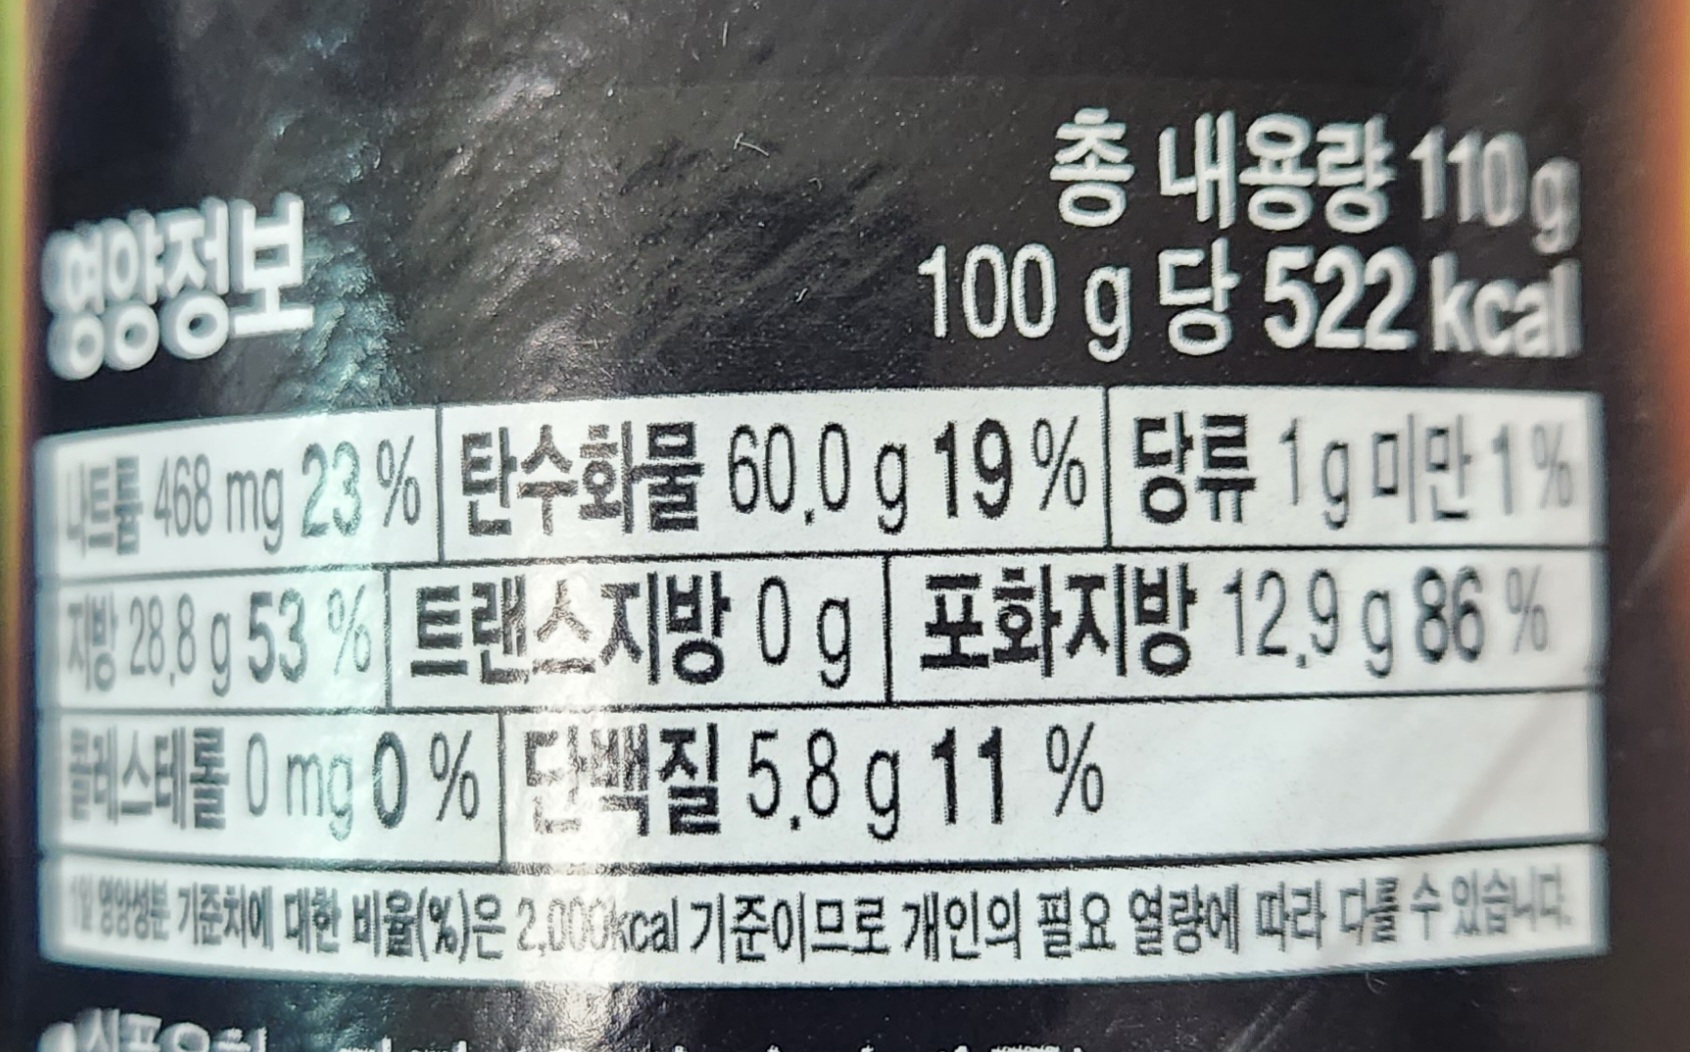 총 내용량 110g
영양정보
100 g 당 522 kcal
나트륨 468 mg 23 % 탄수화물 60.0 g 19 % 당류 1 g 미만 1 %
지방 28.8 g 53 % 트랜스지방 0 g 포화지방 12.9 g 86 %
콜레스테롤 0 mg 0 % 단백질 5.8 g 11 %
1일 영양성분 기준치에 대한 비율(%)은 2,000kcal 기준이므로 개인의 필요 열량에 따라 다를 수 있습니다.